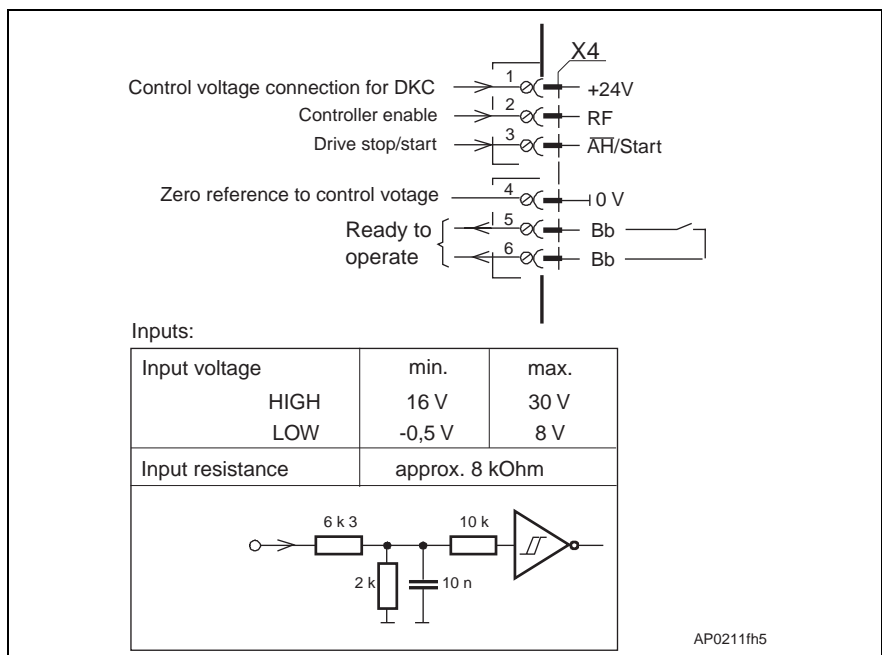 X4
Control voltage connection for DKC 1 +24V
Controller enable 2 RF
Drive stop/start 3 A̅H̅/Start
Zero reference to control votage 4 0 V
Ready to operate
5 Bb
6 Bb
Inputs:
Input voltage min. max.
HIGH 16 V 30 V
LOW -0,5 V 8 V
Input resistance approx. 8 kOhm
6 k 3 10 k
2 k 10 n
AP0211fh5